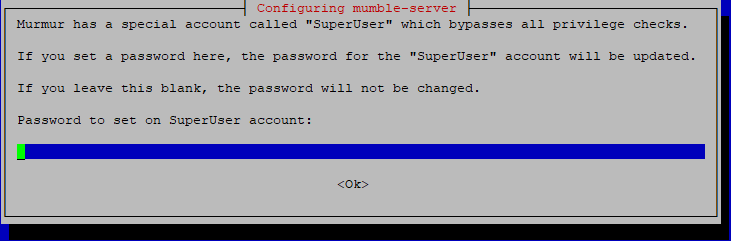 Configuring mumble-server
Murmur has a special account called "SuperUser" which bypasses all privilege checks.
If you set a password here, the password for the "SuperUser" account will be updated.
If you leave this blank, the password will not be changed.
Password to set on SuperUser account:
<Ok>